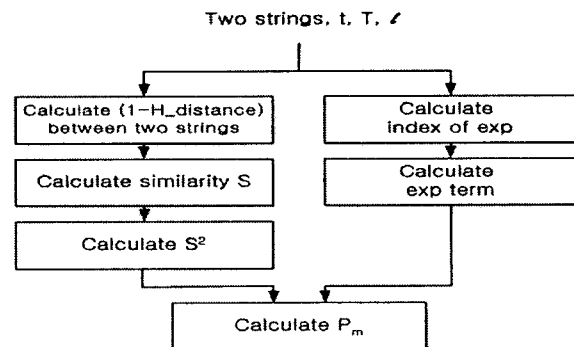 Two strings, t, T, ℓ
Calculate (1-H_distance)
between two strings
Calculate similarity S
Calculate S²
Calculate
index of exp
Calculate
exp term
Calculate Pₘ